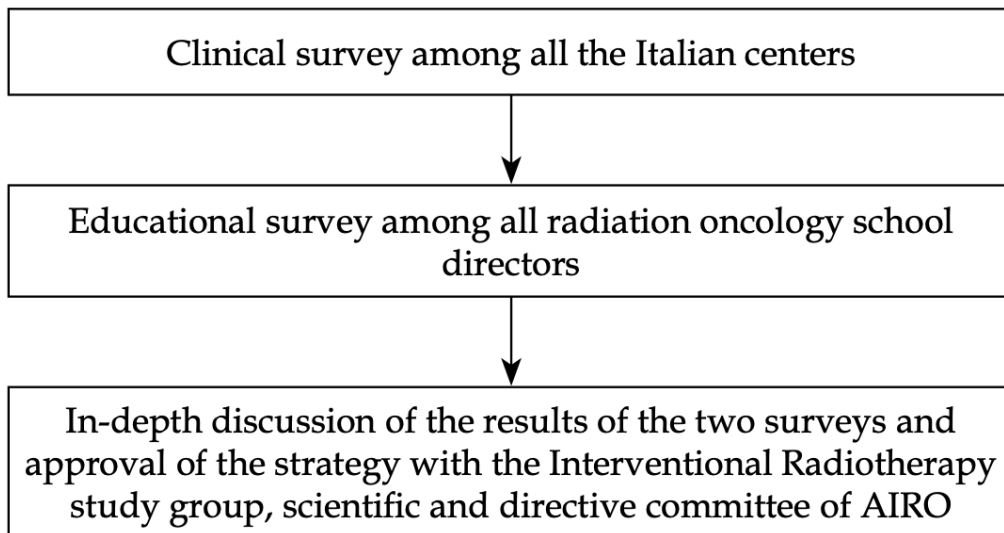 Clinical survey among all the Italian centers
Educational survey among all radiation oncology school
directors
In-depth discussion of the results of the two surveys and
approval of the strategy with the Interventional Radiotherapy
study group, scientific and directive committee of AIRO